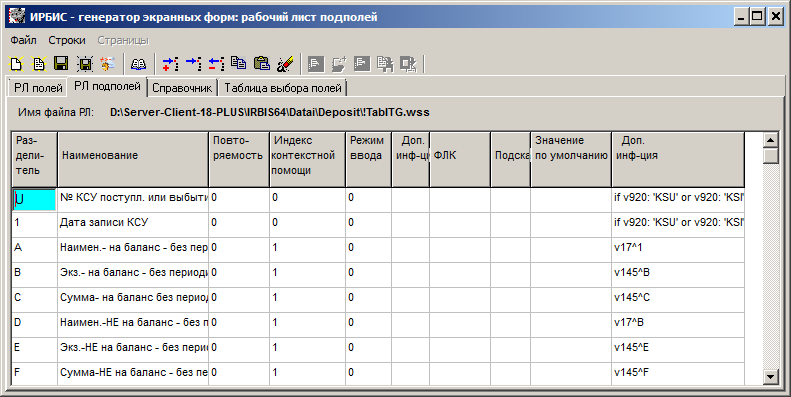 ИРБИС - генератор экранных форм: рабочий лист подполей
Файл Строки Страницы
РЛ полей РЛ подполей Справочник Таблица выбора полей
Имя файла РЛ: D:\Server-Client-18-PLUS\IRBIS64\Datai\Deposit\!TabITG.wss
Раз- Повто- Индекс Режим Доп. Значение Доп.
дели- Наименование ряемость контекстной ввода инф-ци ФЛК Подска по умолчанию инф-ция
тель помощи
U № КСУ поступл. или выбыти 0 0 0 if v920: 'KSU' or v920: 'KSI'
1 Дата записи КСУ 0 0 0 if v920: 'KSU' or v920: 'KSI'
A Наимен.- на баланс - без пер 0 1 0 v17^1
B Экз.- на баланс - без периоди 0 1 0 v145^B
C Сумма- на баланс без период 0 1 0 v145^C
D Наимен.-НЕ на баланс - без п 0 1 0 v17^B
E Экз.-НЕ на баланс - без пери 0 1 0 v145^E
F Сумма-НЕ на баланс - без пе 0 1 0 v145^F